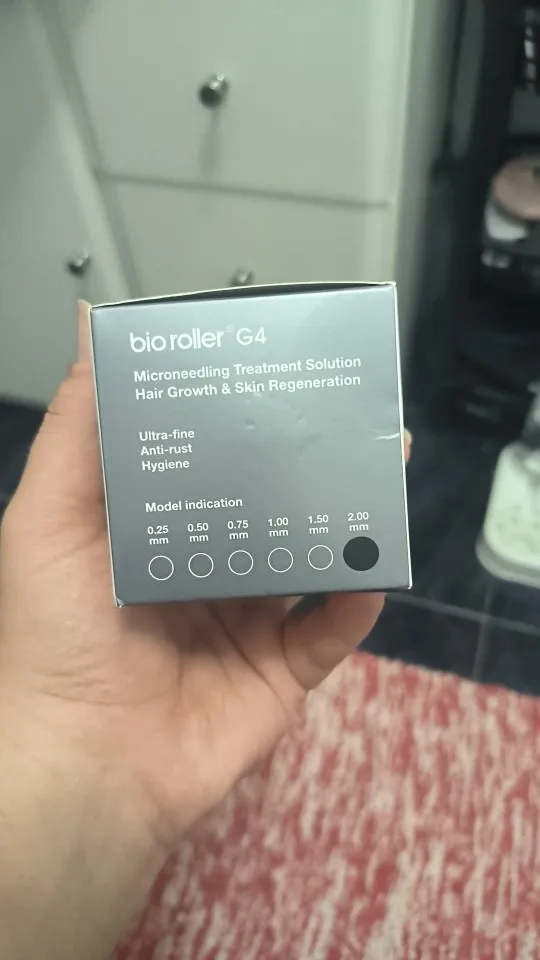 bio roller® G4
Microneedling Treatment Solution
Hair Growth & Skin Regeneration
Ultra-fine
Anti-rust
Hygiene
Model indication
0.25 mm 0.50 mm 0.75 mm 1.00 mm 1.50 mm 2.00 mm